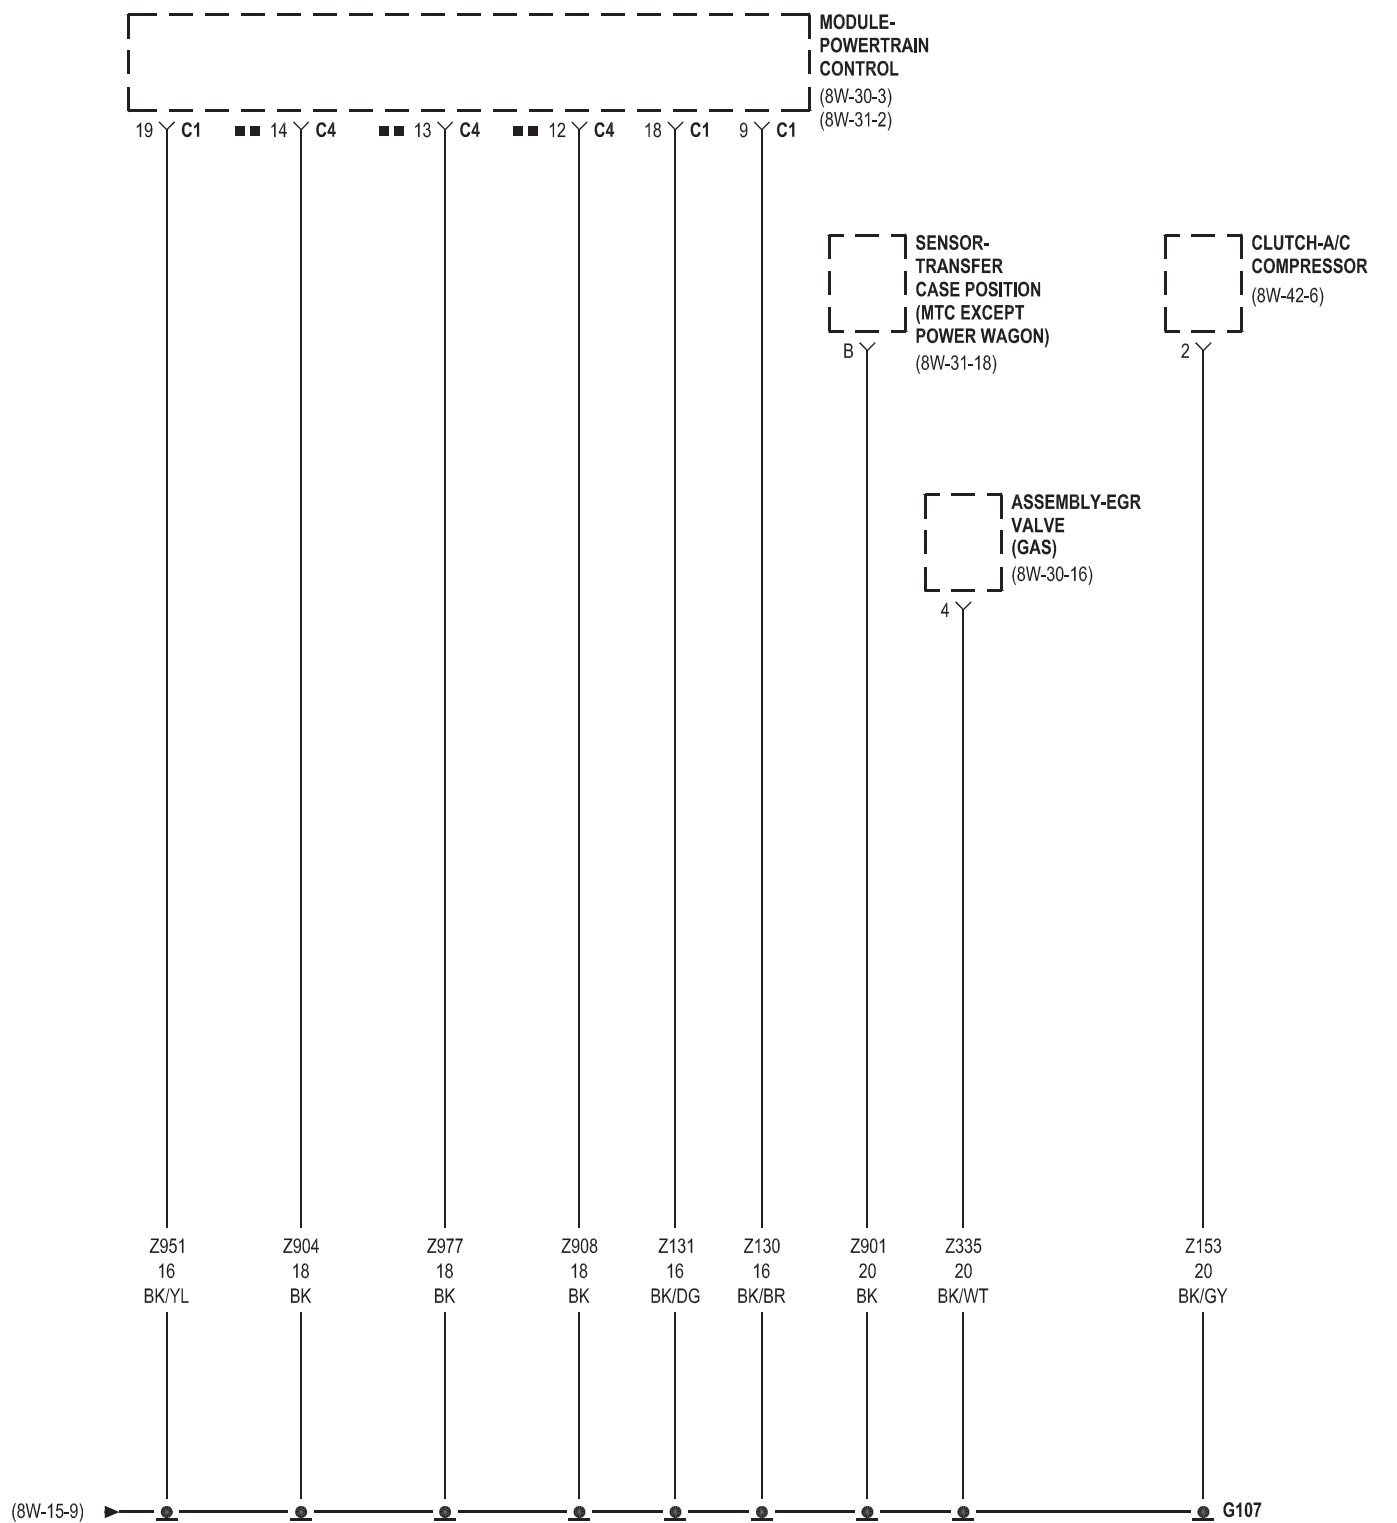 MODULE-
POWERTRAIN
CONTROL
(8W-30-3)
(8W-31-2)
19 C1
14 C4
13 C4
12 C4
18 C1
9 C1
SENSOR-
TRANSFER
CASE POSITION
(MTC EXCEPT
POWER WAGON)
(8W-31-18)
B
CLUTCH-A/C
COMPRESSOR
(8W-42-6)
2
ASSEMBLY-EGR
VALVE
(GAS)
(8W-30-16)
4
Z951
16
BK/YL
Z904
18
BK
Z977
18
BK
Z908
18
BK
Z131
16
BK/DG
Z130
16
BK/BR
Z901
20
BK
Z335
20
BK/WT
Z153
20
BK/GY
(8W-15-9)
G107